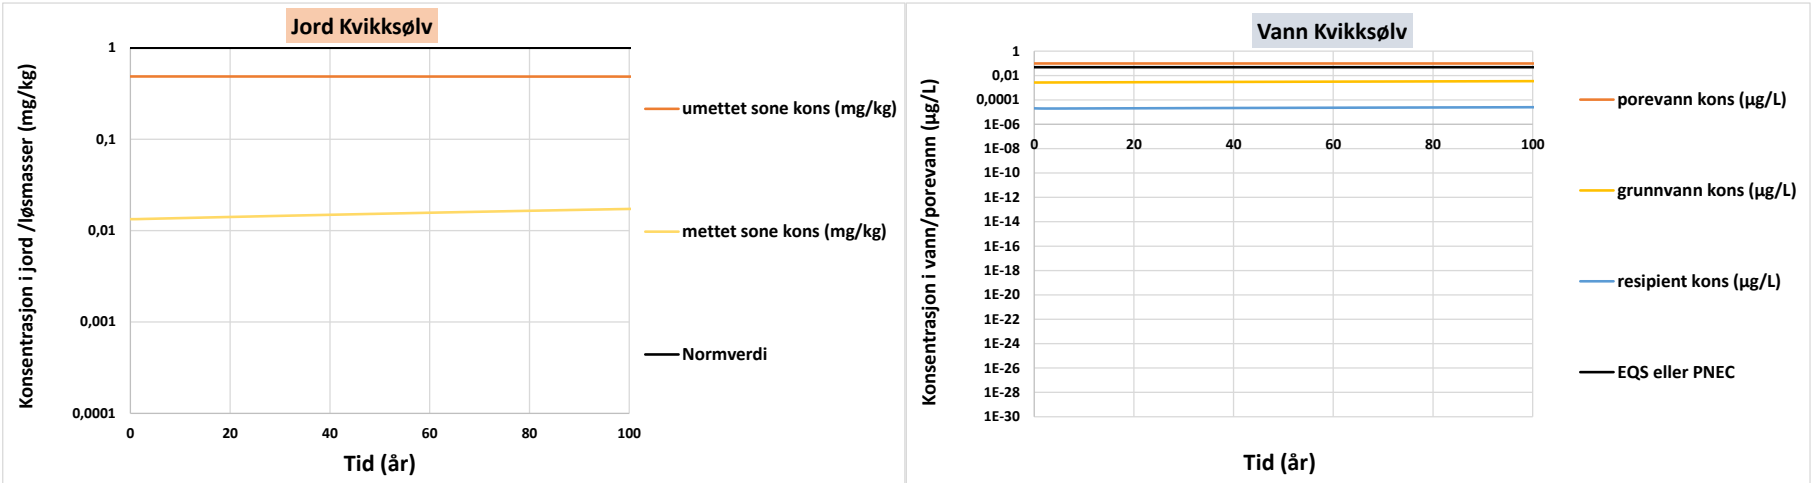 Jord Kvikksølv
Konsentrasjon i jord /løsmasser (mg/kg)
1
0,1
0,01
0,001
0,0001
0
20
40
60
80
100
Tid (år)
umettet sone kons (mg/kg)
mettet sone kons (mg/kg)
Normverdi
Vann Kvikksølv
Konsentrasjon i vann/porevann (µg/L)
1
0,01
0,0001
1E-06
1E-08
1E-10
1E-12
1E-14
1E-16
1E-18
1E-20
1E-22
1E-24
1E-26
1E-28
1E-30
0
20
40
60
80
100
Tid (år)
porevann kons (µg/L)
grunnvann kons (µg/L)
resipient kons (µg/L)
EQS eller PNEC